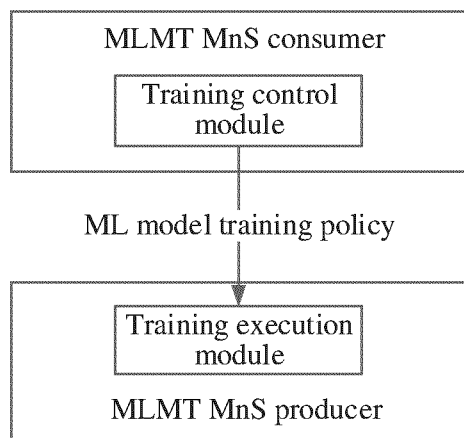 MLMT MnS consumer
Training control
module
ML model training policy
Training execution
module
MLMT MnS producer